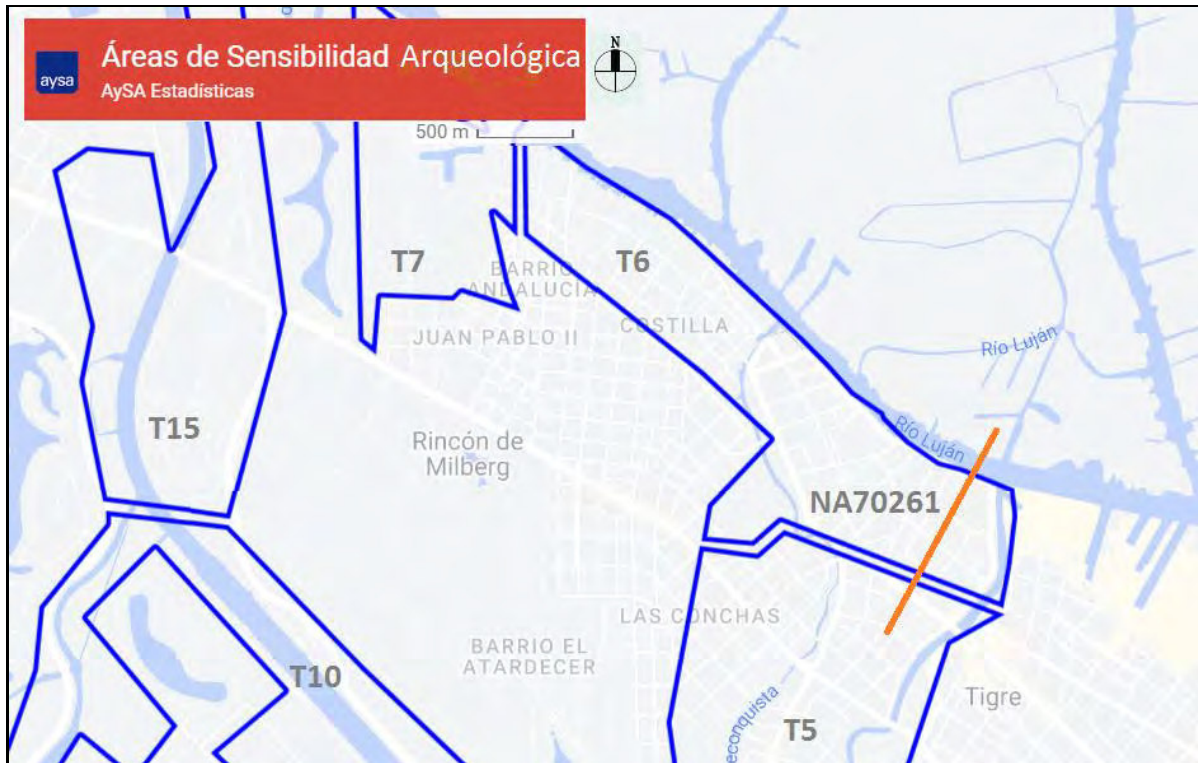 aysa
Áreas de Sensibilidad Arqueológica
AySA Estadísticas
N
500 m
T7
BARRIO
ANDALUCIA
T6
JUAN PABLO II
COSTILLA
Río Luján
T15
Rincón de
Milberg
Río Luján
NA70261
LAS CONCHAS
BARRIO EL
ATARDECER
T10
Tigre
econquista
T5